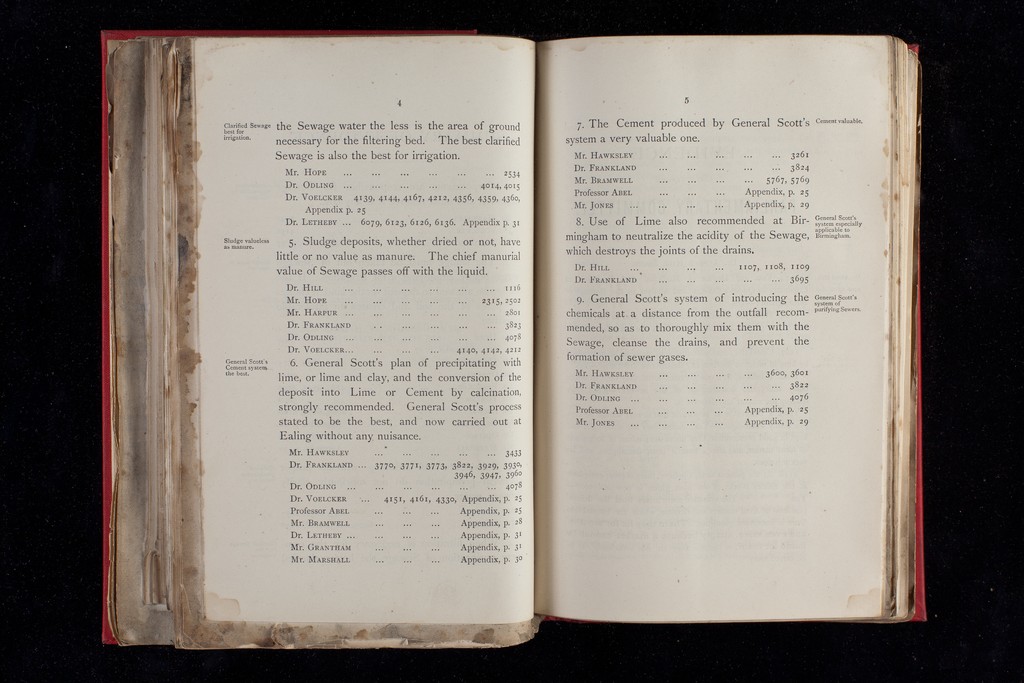 4
Clarified Sewage
best for
irrigation.
the Sewage water the less is the area of ground
necessary for the filtering bed. The best clarified
Sewage is also the best for irrigation.
Mr. Hope ... ... ... ... ... ... 2534
Dr. Odling ... ... ... ... ... 4014, 4015
Dr. Voelcker 4139, 4144, 4167, 4212, 4356, 4359, 4360,
Appendix p. 25
Dr. Letheby ... 6079, 6123, 6126, 6136. Appendix p. 31
Sludge valueless
as manure.
5. Sludge deposits, whether dried or not, have
little or no value as manure. The chief manurial
value of Sewage passes off with the liquid.
Dr. Hill ... ... ... ... ... ... 1116
Mr. Hope ... ... ... ... ... 2315, 2502
Mr. Harpur ... ... ... ... ... ... 2801
Dr. Frankland .. ... ... ... ... 3823
Dr. Odling ... ... ... ... ... ... 4078
Dr. Voelcker... ... ... ... 4140, 4142, 4212
General Scott's
Cement system
the best.
6. General Scott's plan of precipitating with
lime, or lime and clay, and the conversion of the
deposit into Lime or Cement by calcination,
strongly recommended. General Scott's process
stated to be the best, and now carried out at
Ealing without any nuisance.
Mr. Hawksley ... ... ... ... ... 3433
Dr. Frankland ... 3770, 3771, 3773, 3822, 3929, 3930,
3946, 3947, 3960
Dr. Odling ... ... ... ... ... ... 4078
Dr. Voelcker ... 4151, 4161, 4330, Appendix, p. 25
Professor Abel ... ... ... Appendix, p. 25
Mr. Bramwell ... ... ... Appendix, p. 28
Dr. Letheby ... ... ... ... Appendix, p. 31
Mr. Grantham ... ... ... Appendix, p. 31
Mr. Marshall ... ... ... Appendix, p. 30
5
7. The Cement produced by General Scott's
system a very valuable one.
Cement valuable.
Mr. Hawksley ... ... ... ... ... 3261
Dr. Frankland ... ... ... ... ... 3824
Mr. Bramwell ... ... ... ... 5767, 5769
Professor Abel ... ... ... Appendix, p. 25
Mr. Jones ... ... ... ... Appendix, p. 29
8. Use of Lime also recommended at Bir-
mingham to neutralize the acidity of the Sewage,
which destroys the joints of the drains.
General Scott's
system especially
applicable to
Birmingham.
Dr. Hill ... ... ... ... 1107, 1108, 1109
Dr. Frankland ... ... ... ... ... 3695
9. General Scott's system of introducing the
chemicals at a distance from the outfall recom-
mended, so as to thoroughly mix them with the
Sewage, cleanse the drains, and prevent the
formation of sewer gases.
General Scott's
system of
purifying Sewers.
Mr. Hawksley ... ... ... ... 3600, 3601
Dr. Frankland ... ... ... ... ... 3822
Dr. Odling ... ... ... ... ... ... 4076
Professor Abel ... ... ... Appendix, p. 25
Mr. Jones ... ... ... ... Appendix, p. 29